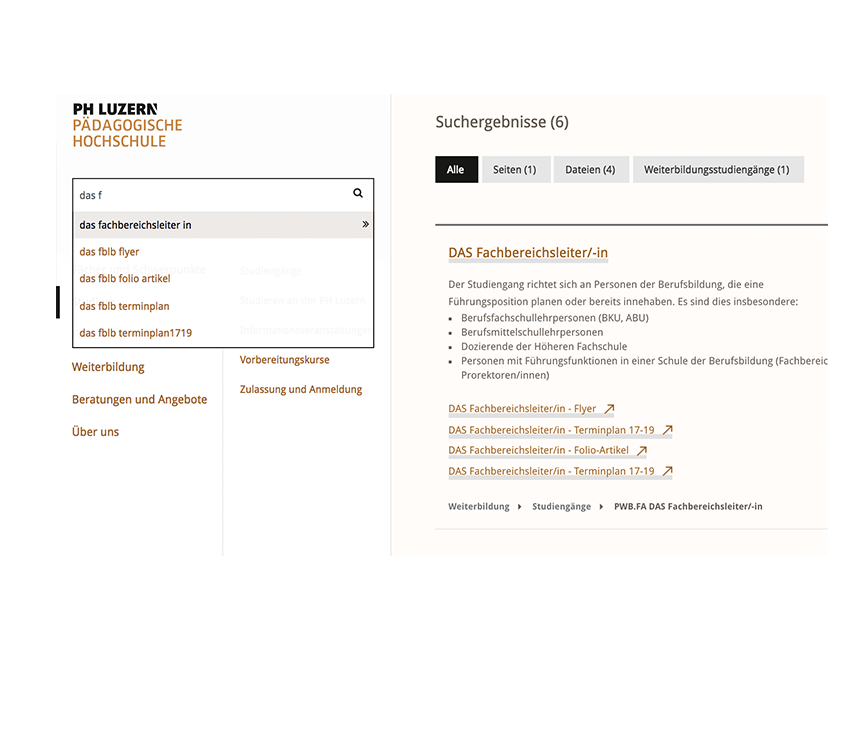 PH LUZERN
PÄDAGOGISCHE
HOCHSCHULE
das f
das fachbereichsleiter in
das fblb flyer
das fblb folio artikel
das fblb terminplan
das fblb terminplan1719
Studiengänge
Studieren an der PH Luzern
Informationsveranstaltungen
Vorbereitungskurse
Zulassung und Anmeldung
Weiterbildung
Beratungen und Angebote
Über uns
Suchergebnisse (6)
Alle
Seiten (1)
Dateien (4)
Weiterbildungsstudiengänge (1)
DAS Fachbereichsleiter/-in
Der Studiengang richtet sich an Personen der Berufsbildung, die eine
Führungsposition planen oder bereits innehaben. Es sind dies insbesondere:
▪ Berufsfachschullehrpersonen (BKU, ABU)
▪ Berufsmittelschullehrpersonen
▪ Dozierende der Höheren Fachschule
▪ Personen mit Führungsfunktionen in einer Schule der Berufsbildung (Fachbereic
Prorektoren/innen)
DAS Fachbereichsleiter/in - Flyer
DAS Fachbereichsleiter/in - Terminplan 17-19
DAS Fachbereichsleiter/in - Folio-Artikel
DAS Fachbereichsleiter/in - Terminplan 17-19
Weiterbildung ▸ Studiengänge ▸ PWB.FA DAS Fachbereichsleiter/-in